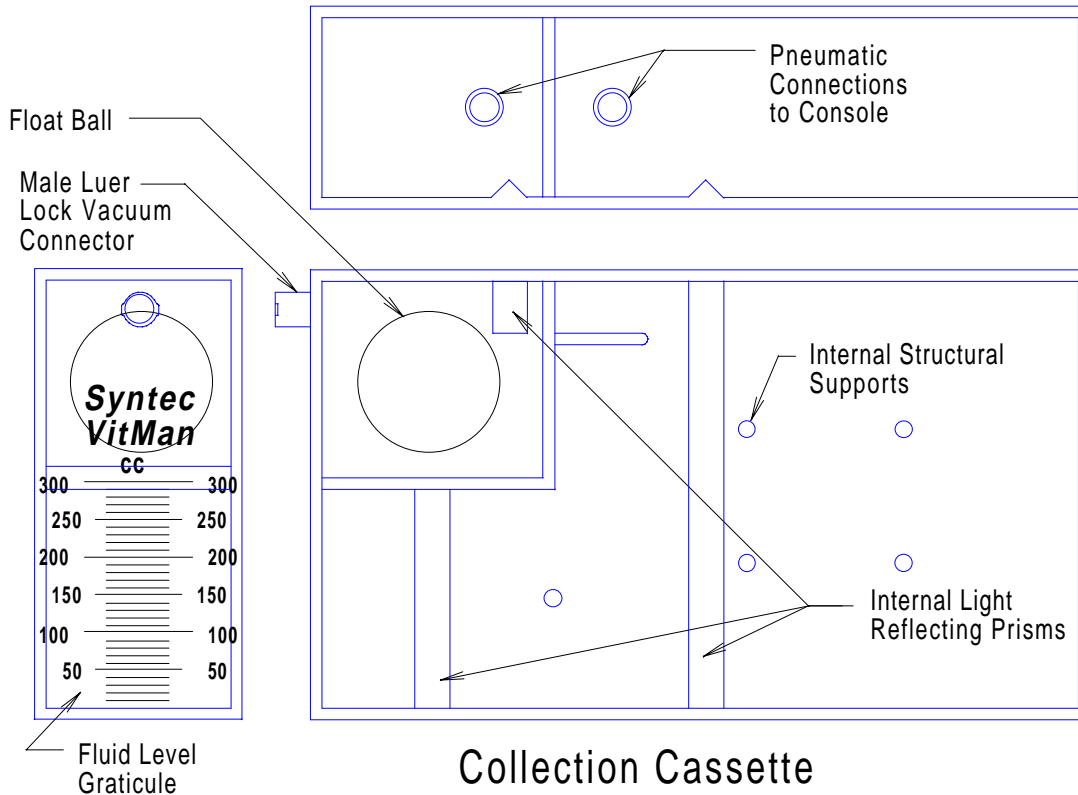 Pneumatic
Connections
to Console
Float Ball
Male Luer
Lock Vacuum
Connector
Internal Structural
Supports
Syntec
VitMan
cc
300 300
250 250
200 200
150 150
100 100
50 50
Internal Light
Reflecting Prisms
Fluid Level
Graticule
Collection Cassette